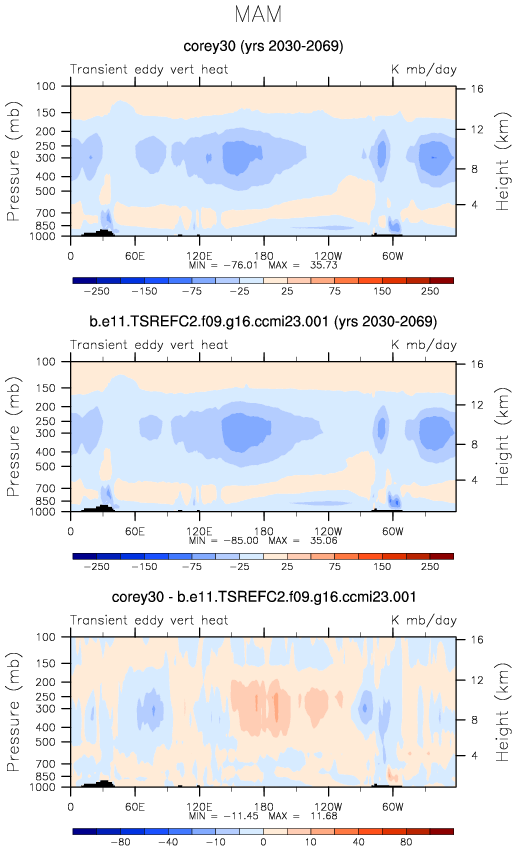 MAM
corey30 (yrs 2030-2069)
Transient eddy vert heat K mb/day
Pressure (mb)
100
200
250
300
400
500
700
850
1000
16
12
8
4
Height (km)
0 60E 120E 180 120W 60W
MIN = -76.01 MAX = 35.73
-250 -150 -75 -25 25 75 150 250
b.e11.TSREFC2.f09.g16.ccmi23.001 (yrs 2030-2069)
Transient eddy vert heat K mb/day
Pressure (mb)
100
200
250
300
400
500
700
850
1000
16
12
8
4
Height (km)
0 60E 120E 180 120W 60W
MIN = -85.00 MAX = 35.06
-250 -150 -75 -25 25 75 150 250
corey30 - b.e11.TSREFC2.f09.g16.ccmi23.001
Transient eddy vert heat K mb/day
Pressure (mb)
100
200
250
300
400
500
700
850
1000
16
12
8
4
Height (km)
0 60E 120E 180 120W 60W
MIN = -11.45 MAX = 11.68
-80 -40 -10 0 10 40 80